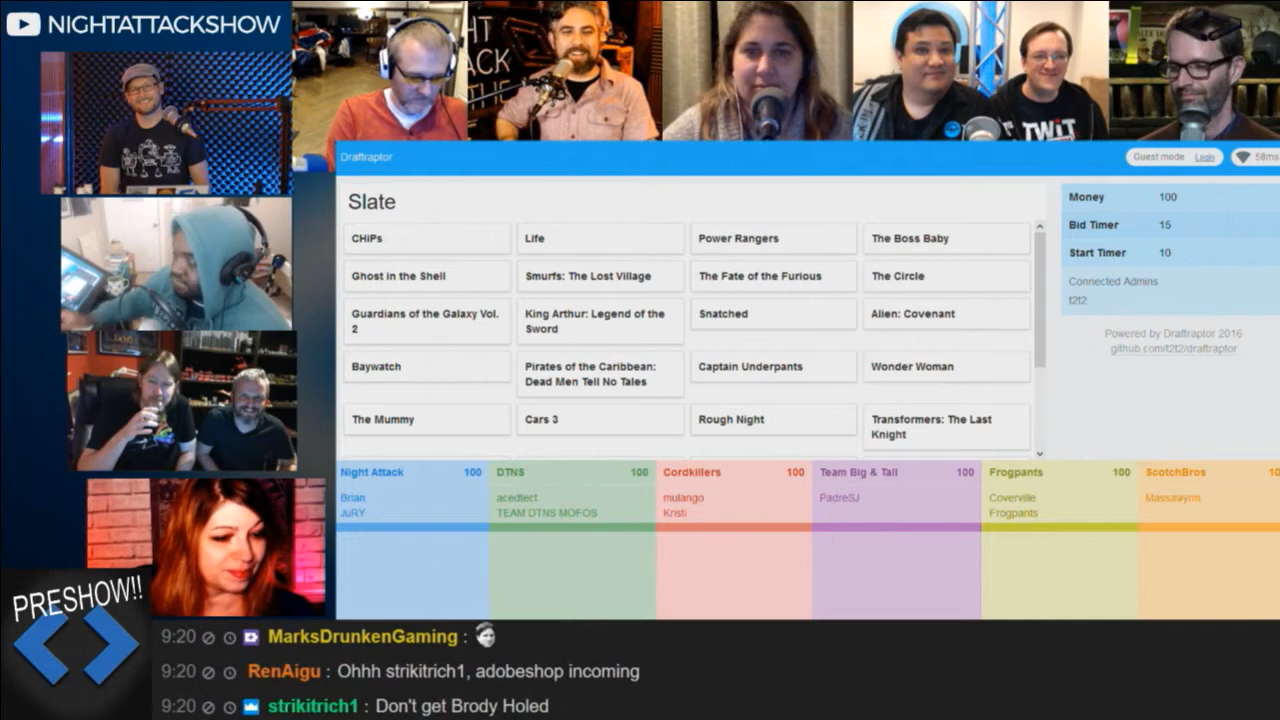 NIGHTATTACKSHOW
TWiT
Draftraptor
Guest mode Login
58ms
Slate
CHiPs
Life
Power Rangers
The Boss Baby
Ghost in the Shell
Smurfs: The Lost Village
The Fate of the Furious
The Circle
Guardians of the Galaxy Vol.
2
King Arthur: Legend of the
Sword
Snatched
Alien: Covenant
Baywatch
Pirates of the Caribbean:
Dead Men Tell No Tales
Captain Underpants
Wonder Woman
The Mummy
Cars 3
Rough Night
Transformers: The Last
Knight
Money 100
Bid Timer 15
Start Timer 10
Connected Admins
t2t2
Powered by Draftraptor 2016
github.com/t2t2/draftraptor
Night Attack 100
Brian
JuRY
DTNS 100
acedtect
TEAM DTNS MOFOS
Cordkillers 100
mulango
Kristi
Team Big & Tall 100
PadreSJ
Frogpants 100
Coverville
Frogpants
ScotchBros 10
Massawyrm
PRESHOW!!
9:20 MarksDrunkenGaming :
9:20 RenAigu : Ohhh strikitrich1, adobeshop incoming
9:20 strikitrich1 : Don't get Brody Holed